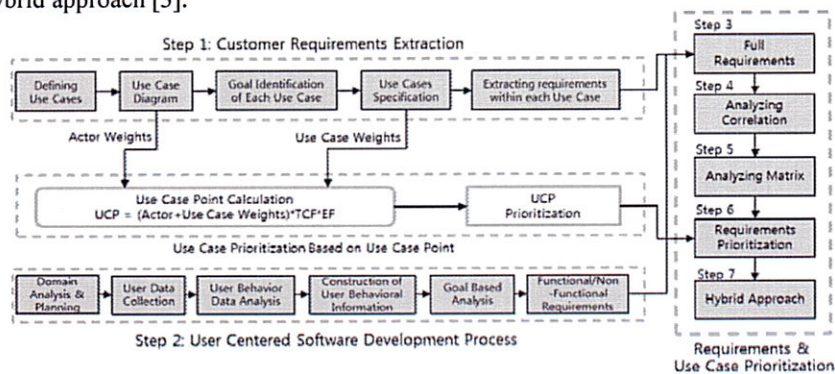 ybrid approach [5].
Step 1: Customer Requirements Extraction
Defining
Use Cases
Use Case
Diagram
Goal Identification
of Each Use Case
Use Cases
Specification
Extracting requirements
within each Use Case
Actor Weights
Use Case Weights
Use Case Point Calculation
UCP = (Actor+Use Case Weights)*TCF*EF
UCP
Prioritization
Use Case Prioritization Based on Use Case Point
Domain
Analysis &
Planning
User Data
Collection
User Behavior
Data Analysis
Construction of
User Behavioral
Information
Goal Based
Analysis
Functional/Non
-Functional
Requirements
Step 2: User Centered Software Development Process
Step 3
Full
Requirements
Step 4
Analyzing
Correlation
Step 5
Analyzing Matrix
Step 6
Requirements
Prioritization
Step 7
Hybrid Approach
Requirements &
Use Case Prioritization